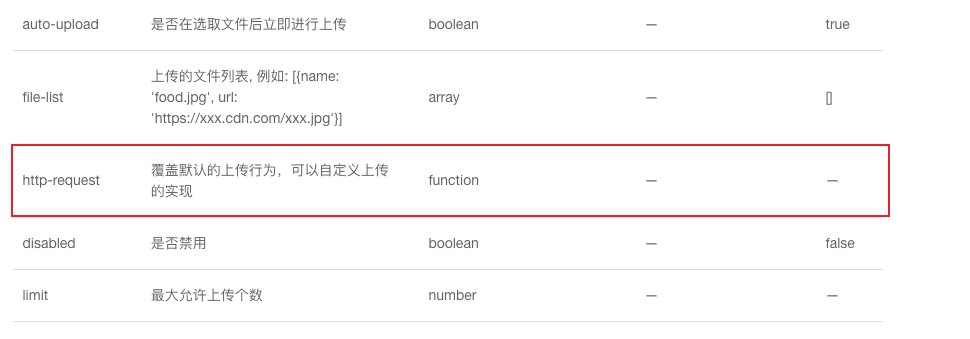 auto-upload 是否在选取文件后立即进行上传 boolean — true
file-list 上传的文件列表, 例如: [{name: 'food.jpg', url: 'https://xxx.cdn.com/xxx.jpg'}] array — []
http-request 覆盖默认的上传行为，可以自定义上传的实现 function — —
disabled 是否禁用 boolean — false
limit 最大允许上传个数 number — —